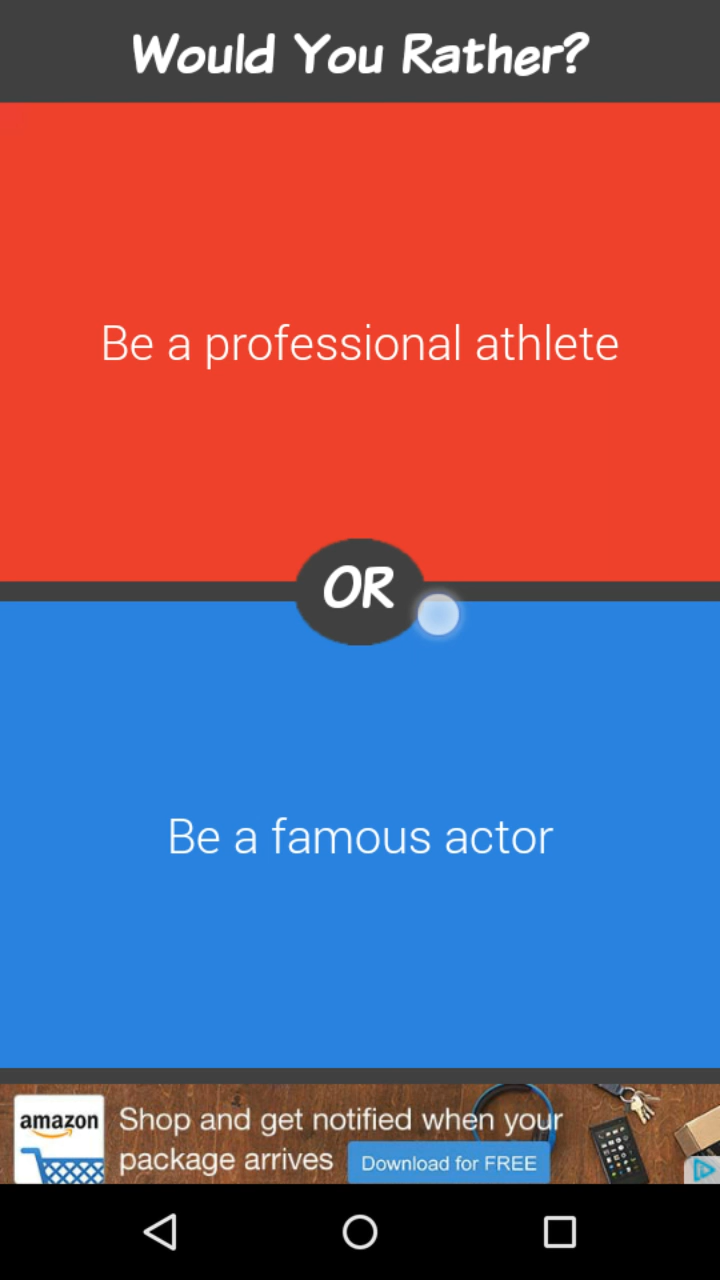 Would You Rather?
Be a professional athlete
OR
Be a famous actor
amazon
Shop and get notified when your
package arrives
Download for FREE